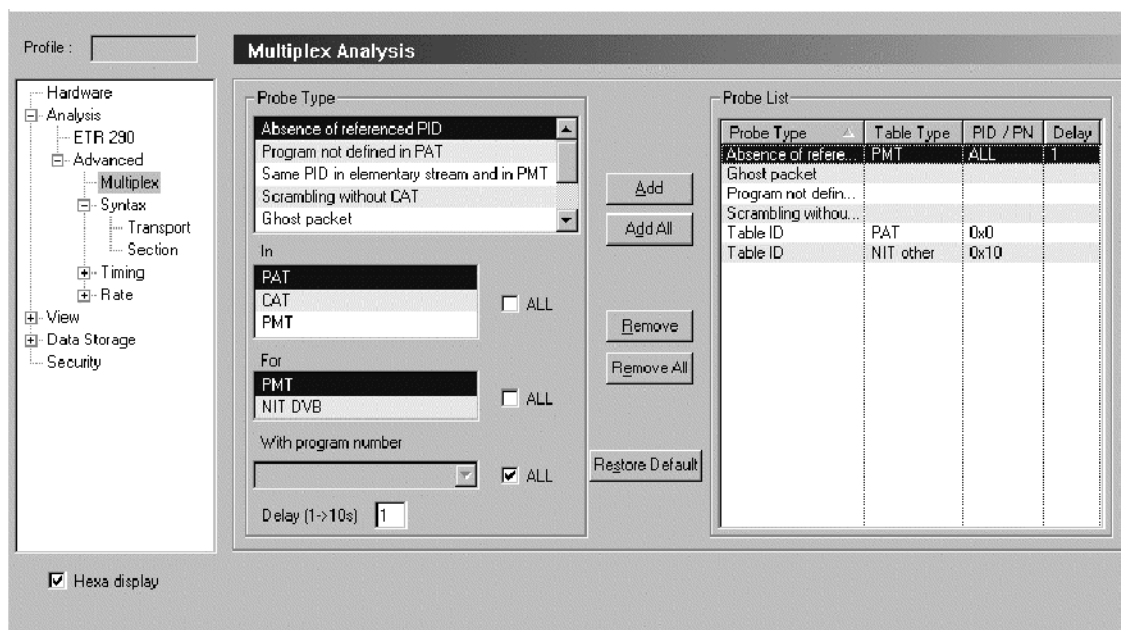 Profile :
Multiplex Analysis
Hardware
Analysis
ETR 290
Advanced
Multiplex
Syntax
Transport
Section
Timing
Rate
View
Data Storage
Security
Hexa display
Probe Type
Absence of referenced PID
Program not defined in PAT
Same PID in elementary stream and in PMT
Scrambling without CAT
Ghost packet
In
PAT
CAT
PMT
ALL
For
PMT
NIT DVB
ALL
With program number
ALL
Delay (1->10s) 1
Add
Add All
Remove
Remove All
Restore Default
Probe List
Probe Type Table Type PID / PN Delay
Absence of refere... PMT ALL 1
Ghost packet
Program not defin...
Scrambling withou...
Table ID PAT 0x0
Table ID NIT other 0x10